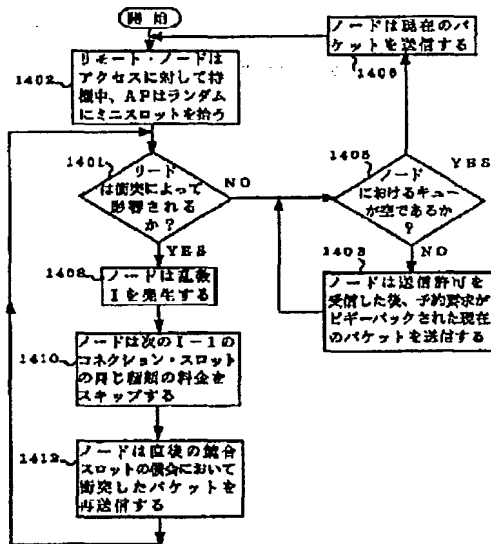 開始
リモート・ノードは
アクセスに対して待
機中、APはランダム
にミニスロットを拾う
1402
1401
リード
は衝突によって
影響される
か？
NO
YES
1408
ノードは乱数
Iを発生する
1410
ノードは次のI-1の
コネクション・スロット
の同じ種類の料金を
スキップする
1412
ノードは直後の競合
スロットの機会において
衝突したパケットを
再送信する
ノードは現在のパ
ケットを送信する
1406
1405
ノード
におけるキュー
が空であるか
？
YES
NO
1403
ノードは送信許可を
受信した後、予約要求が
ピギーバックされた現在
のパケットを送付する